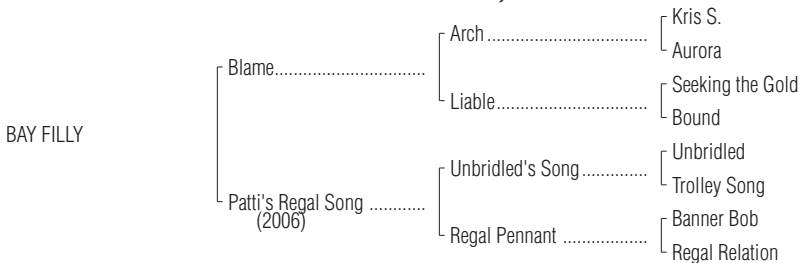 Kris S.
Arch ..................................
Aurora
Blame................................
Seeking the Gold
Liable.................................
Bound
BAY FILLY
Unbridled
Unbridled's Song ..............
Trolley Song
Patti's Regal Song ............
(2006)
Banner Bob
Regal Pennant ..................
Regal Relation